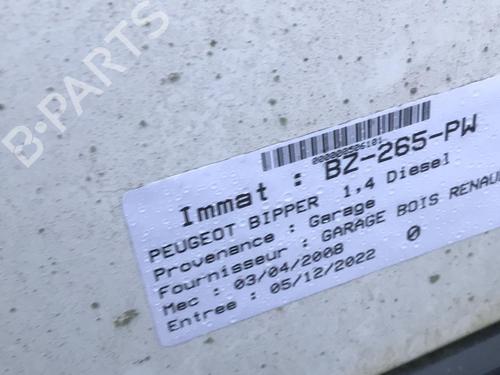 B-PARTS
000000506101
Immat : BZ-265-PW
PEUGEOT BIPPER 1,4 Diesel
Provenance : Garage
Fournisseur : GARAGE BOIS RENAU
Mec : 03/04/2008 0
Entree : 05/12/2022